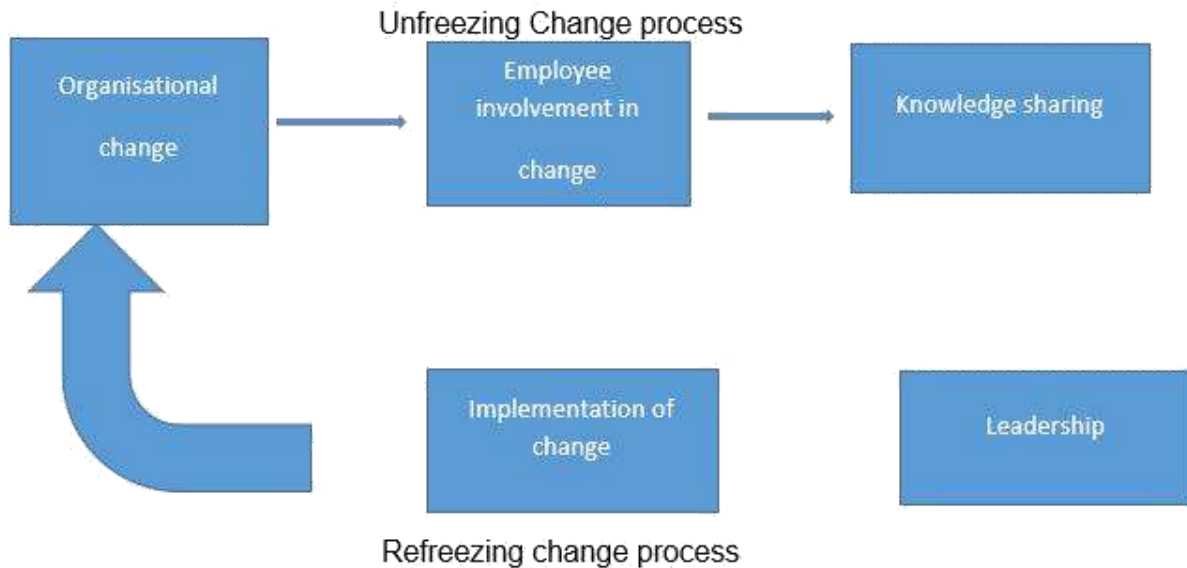 Unfreezing Change process
Organisational
change
Employee
involvement in
change
Knowledge sharing
Implementation of
change
Leadership
Refreezing change process